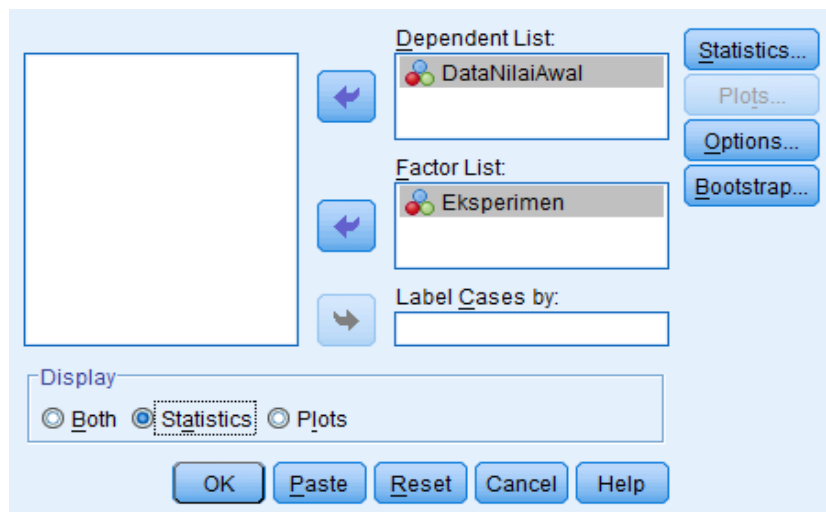 Dependent List:
DataNilaiAwal
Statistics...
Plots...
Options...
Bootstrap...
Factor List:
Eksperimen
Label Cases by:
Display
Both Statistics Plots
OK Paste Reset Cancel Help